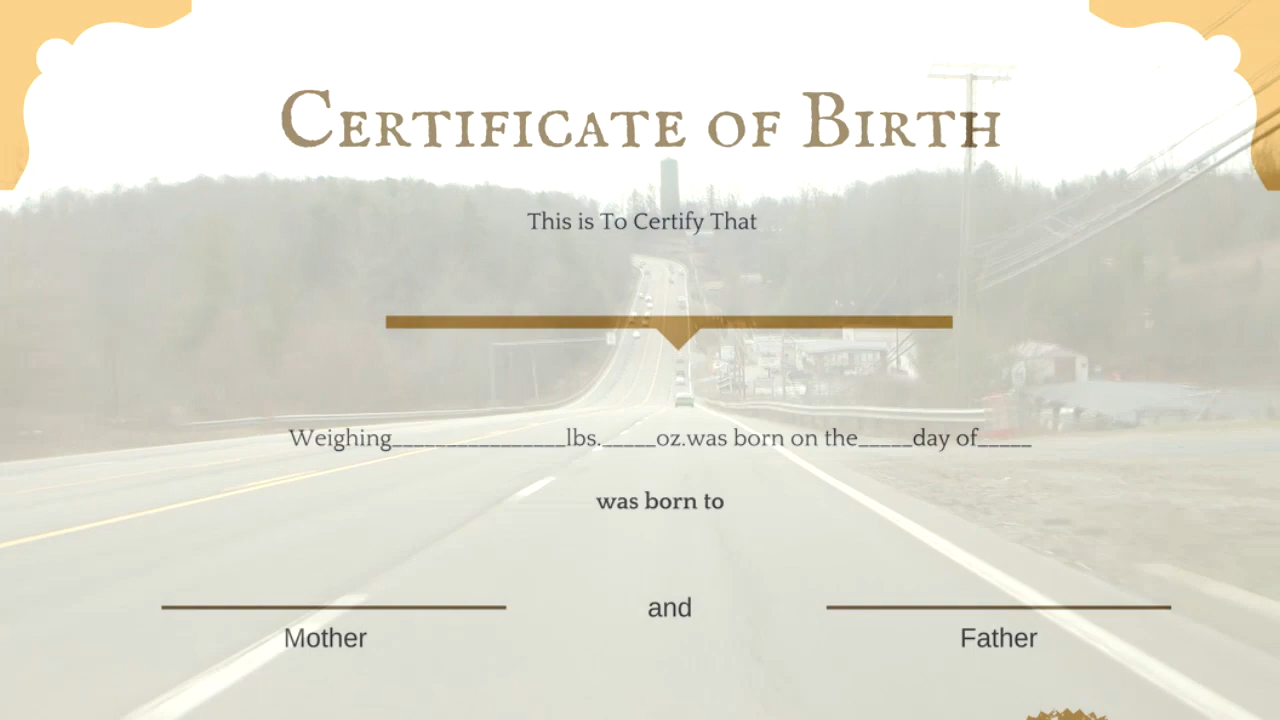 Certificate of Birth
This is To Certify That
Weighing________________lbs._____oz.was born on the_____day of_____
was born to
and
Mother
Father